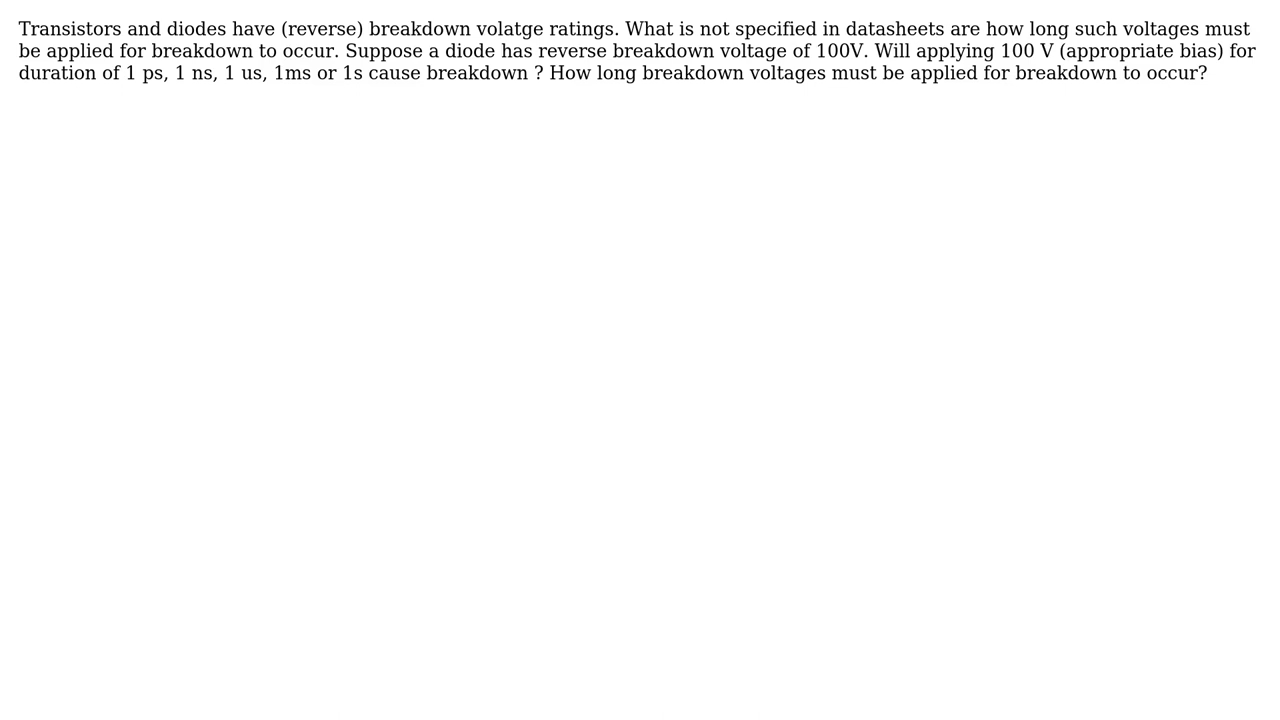 Transistors and diodes have (reverse) breakdown volatge ratings. What is not specified in datasheets are how long such voltages must
be applied for breakdown to occur. Suppose a diode has reverse breakdown voltage of 100V. Will applying 100 V (appropriate bias) for
duration of 1 ps, 1 ns, 1 us, 1ms or 1s cause breakdown ? How long breakdown voltages must be applied for breakdown to occur?